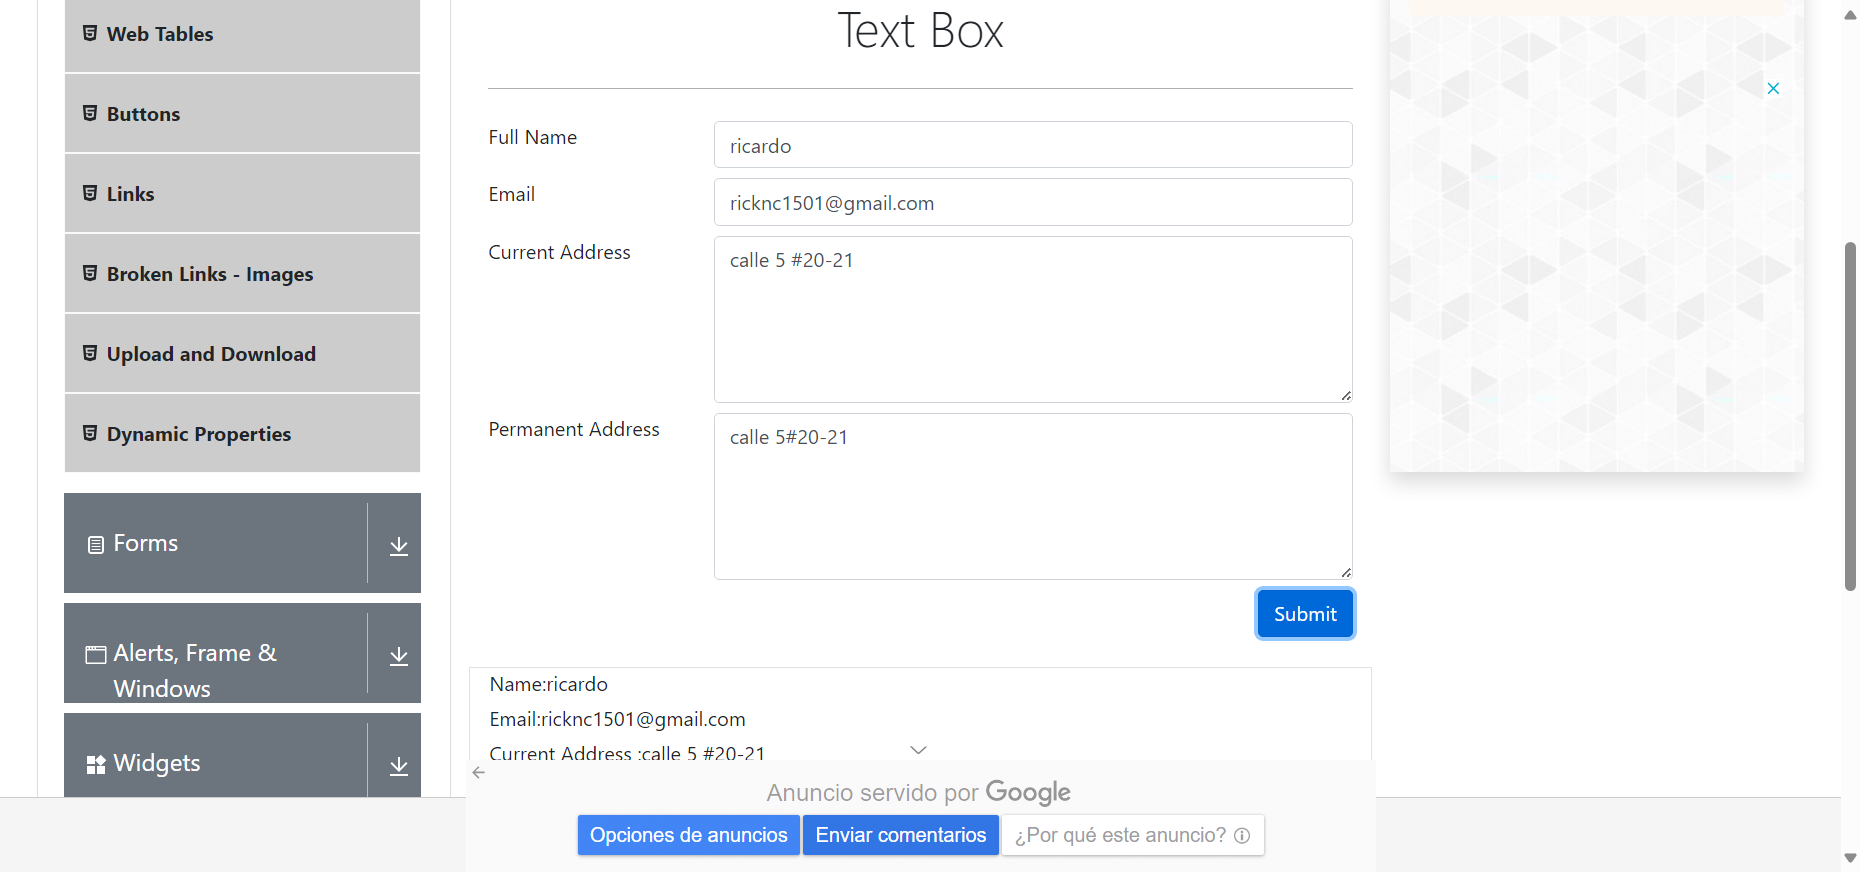 Web Tables
Buttons
Links
Broken Links - Images
Upload and Download
Dynamic Properties
Forms
Alerts, Frame &
Windows
Widgets
Text Box
Full Name
ricardo
Email
ricknc1501@gmail.com
Current Address
calle 5 #20-21
Permanent Address
calle 5#20-21
Submit
Name:ricardo
Email:ricknc1501@gmail.com
Current Address :calle 5 #20-21
Anuncio servido por Google
Opciones de anuncios
Enviar comentarios
¿Por qué este anuncio?